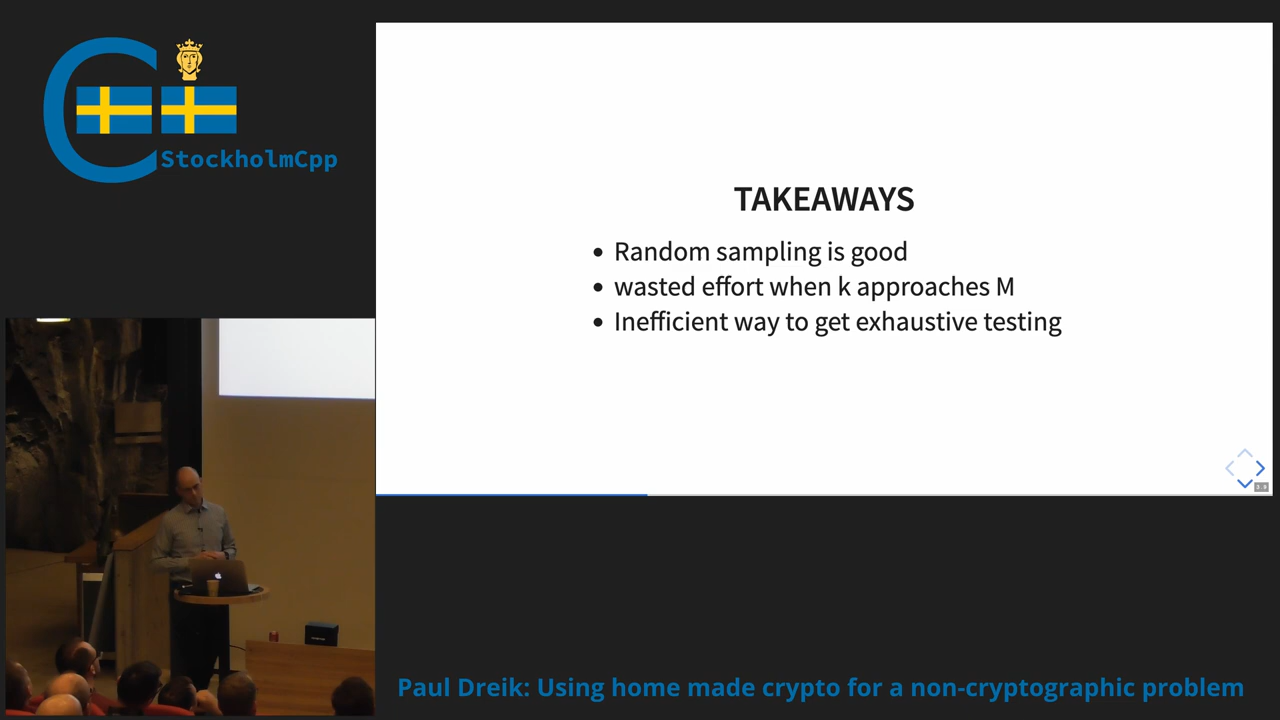 StockholmCpp
TAKEAWAYS
Random sampling is good
wasted effort when k approaches M
Inefficient way to get exhaustive testing
Paul Dreik: Using home made crypto for a non-cryptographic problem